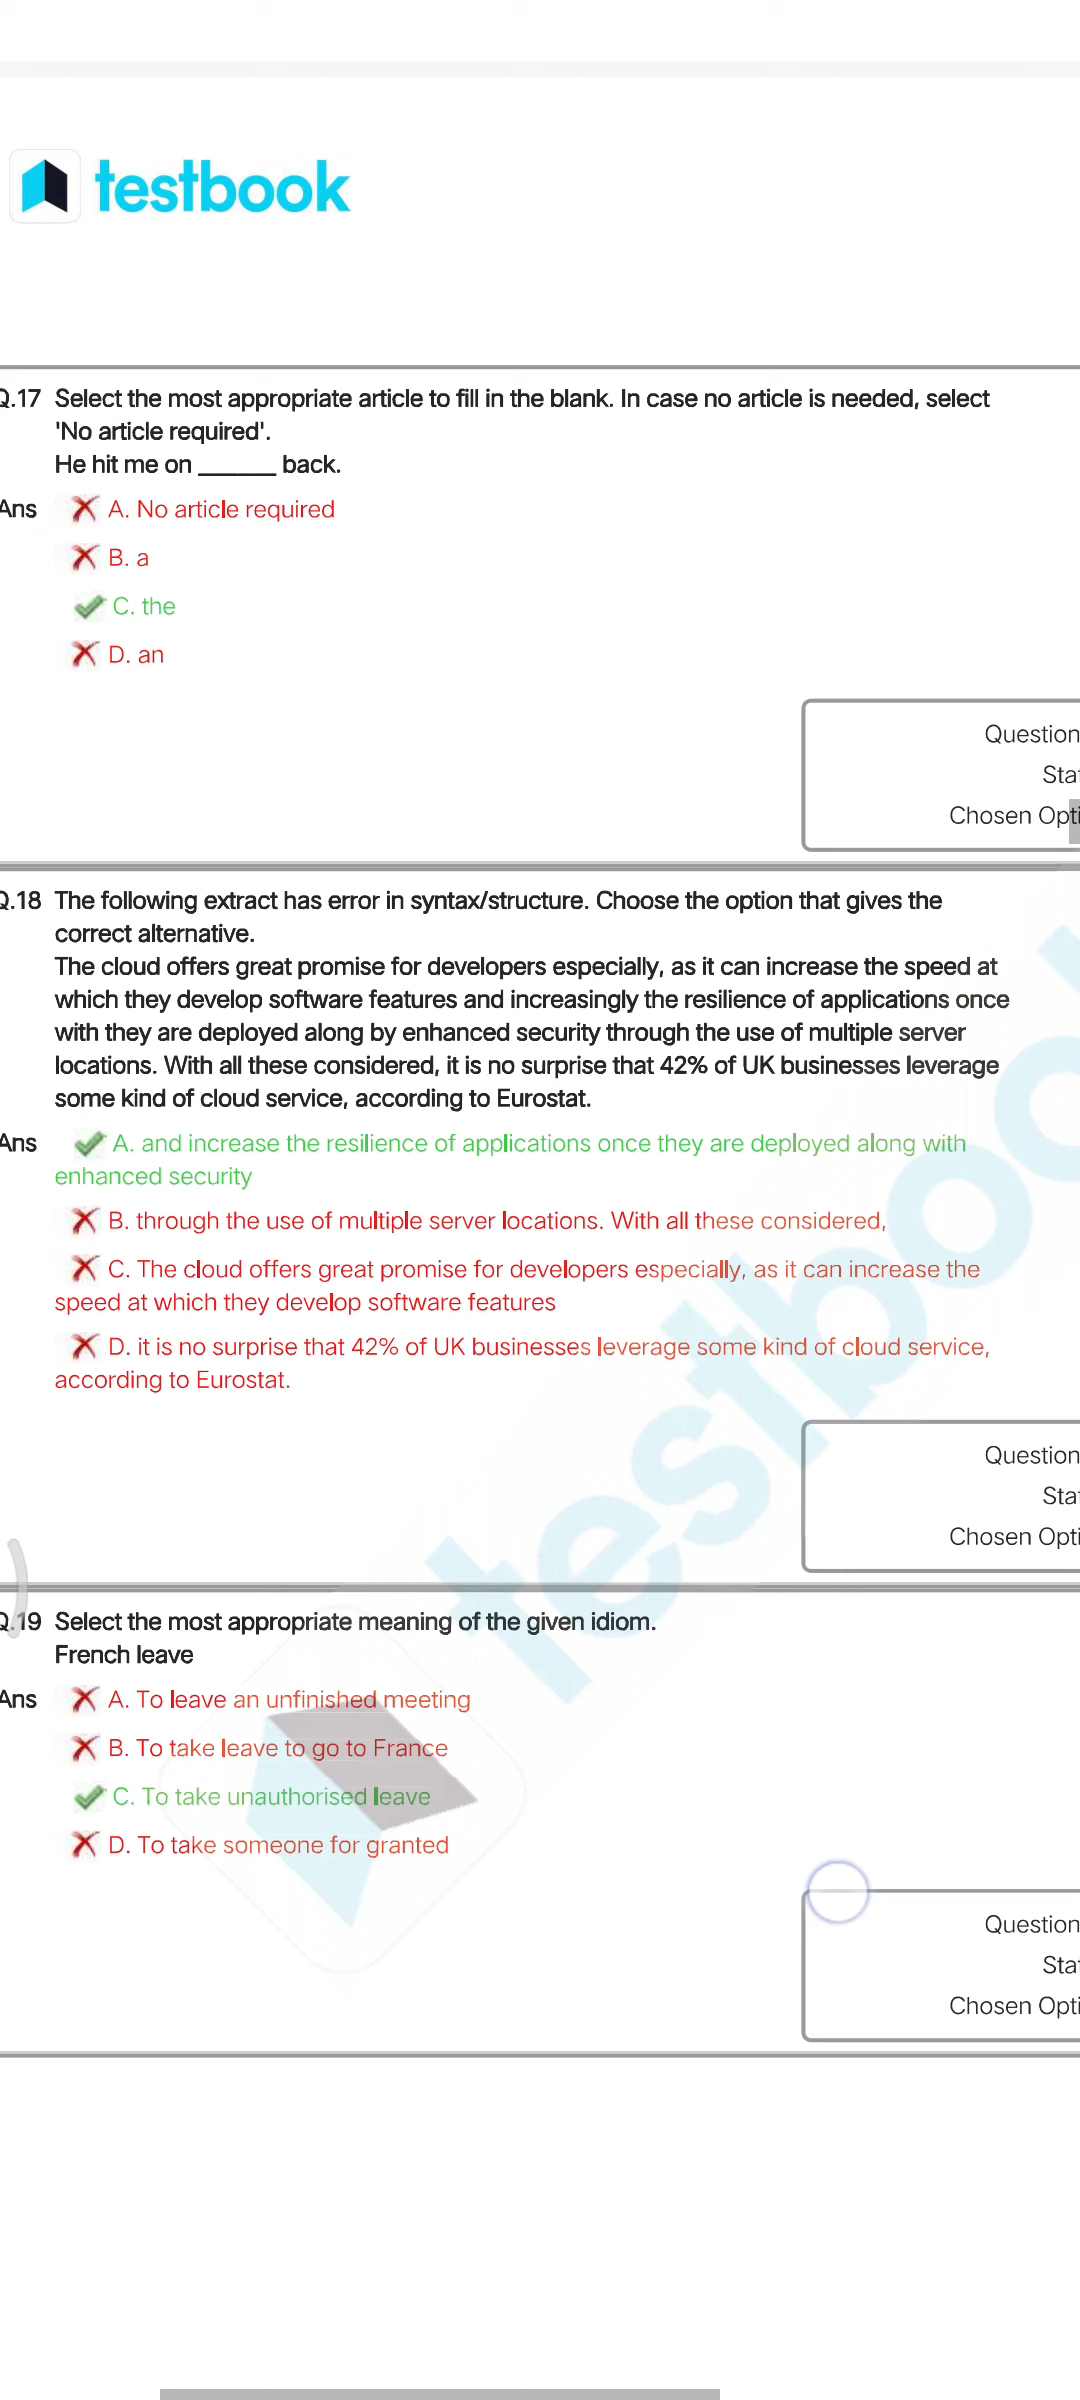 testbook
Q.17 Select the most appropriate article to fill in the blank. In case no article is needed, select
'No article required'.
He hit me on ______ back.
Ans A. No article required
B. a
C. the
D. an
Question
Chosen
Q.18 The following extract has error in syntax/structure. Choose the option that gives the
correct alternative.
The cloud offers great promise for developers especially, as it can increase the speed at
which they develop software features and increasingly the resilience of applications once
with they are deployed along by enhanced security through the use of multiple server
locations. With all these considered, it is no surprise that 42% of UK businesses leverage
some kind of cloud service, according to Eurostat.
Ans A. and increase the resilience of applications once they are deployed along with
enhanced security
B. through the use of multiple server locations. With all these considered,
C. The cloud offers great promise for developers especially, as it can increase the
speed at which they develop software features
D. it is no surprise that 42% of UK businesses leverage some kind of cloud service,
according to Eurostat.
Question
Chosen
Q.19 Select the most appropriate meaning of the given idiom.
French leave
Ans A. To leave an unfinished meeting
B. To take leave to go to France
C. To take unauthorised leave
D. To take someone for granted
Question
Chosen